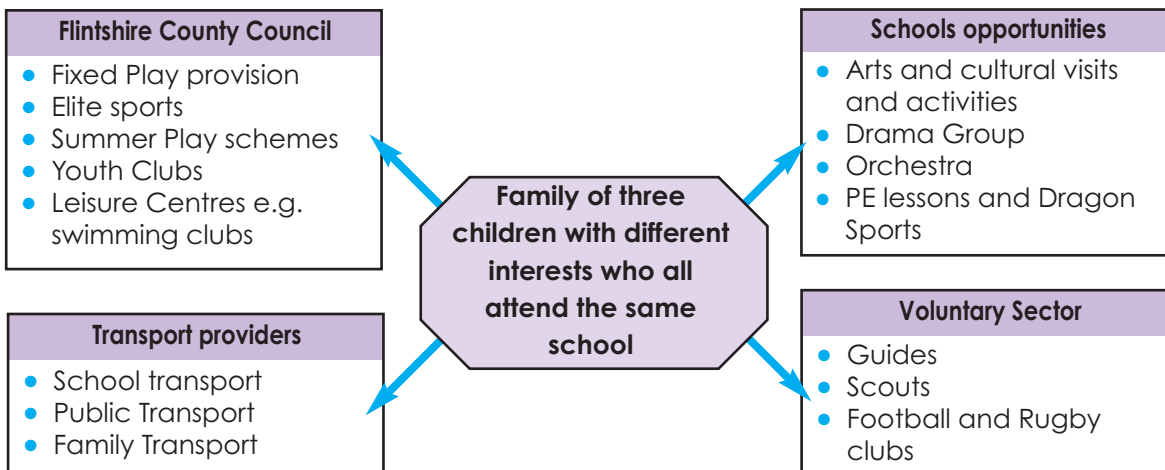 Flintshire County Council
• Fixed Play provision
• Elite sports
• Summer Play schemes
• Youth Clubs
• Leisure Centres e.g.
swimming clubs
Schools opportunities
• Arts and cultural visits
and activities
• Drama Group
• Orchestra
• PE lessons and Dragon
Sports
Family of three
children with different
interests who all
attend the same
school
Transport providers
• School transport
• Public Transport
• Family Transport
Voluntary Sector
• Guides
• Scouts
• Football and Rugby
clubs